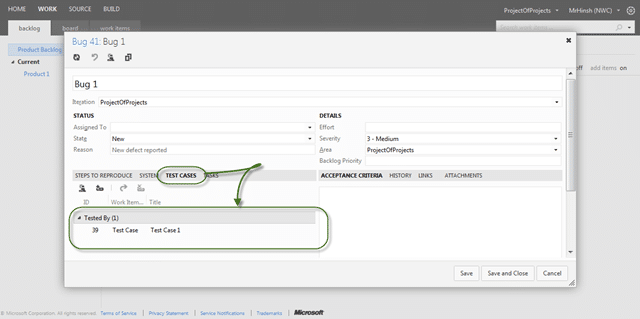 HOME WORK SOURCE BUILD ProjectOfProjects MrHinsh (NWC)
backlog board work items
Product Backlog
Current
Product 1
off add items on
Bug 41: Bug 1
Bug 1
Iteration ProjectOfProjects
STATUS DETAILS
Assigned To Effort
State New Severity 3 - Medium
Reason New defect reported Area ProjectOfProjects
Backlog Priority
STEPS TO REPRODUCE SYSTEM TEST CASES ACCEPTANCE CRITERIA HISTORY LINKS ATTACHMENTS
ID Work Item... Title
Tested By (1)
39 Test Case Test Case 1
Save Save and Close Cancel
© Microsoft Corporation. All rights reserved. Terms of Service | Privacy Statement | Service Notifications | Trademarks | Microsoft